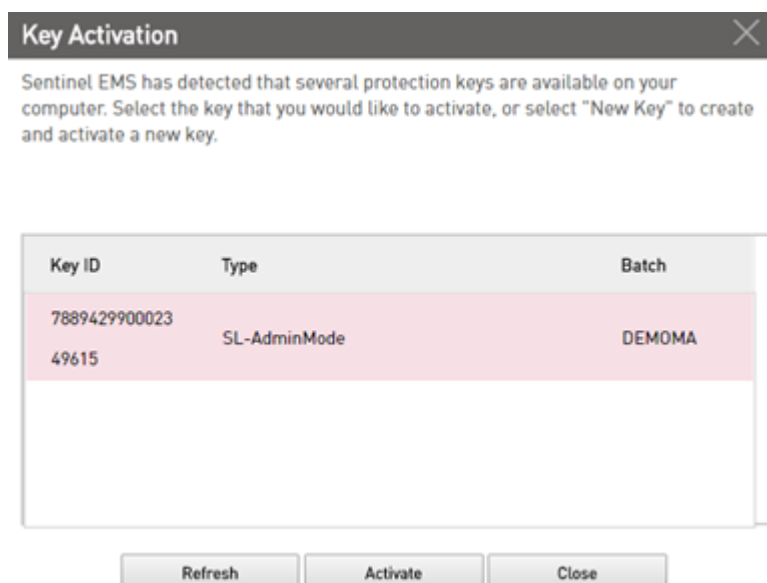 Key Activation
Sentinel EMS has detected that several protection keys are available on your
computer. Select the key that you would like to activate, or select "New Key" to create
and activate a new key.
Key ID Type Batch
7889429900023
SL-AdminMode DEMOMA
49615
Refresh Activate Close